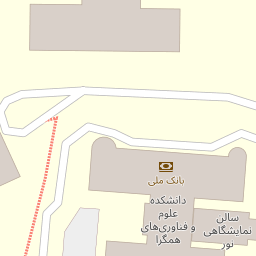 بانک ملی
دانشکده
علوم
و فناوری‌های
همگرا
سالن
نمایشگاهی
نور